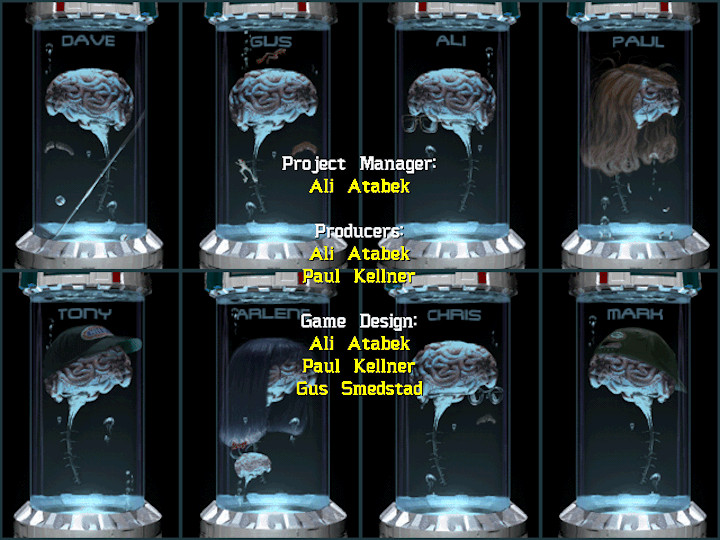 DAVE
GUS
ALI
PAUL
Project Manager:
Ali Atabek
Producers:
Ali Atabek
Paul Kellner
TONY
ARLENE
CHRIS
MARK
Game Design:
Ali Atabek
Paul Kellner
Gus Smedstad